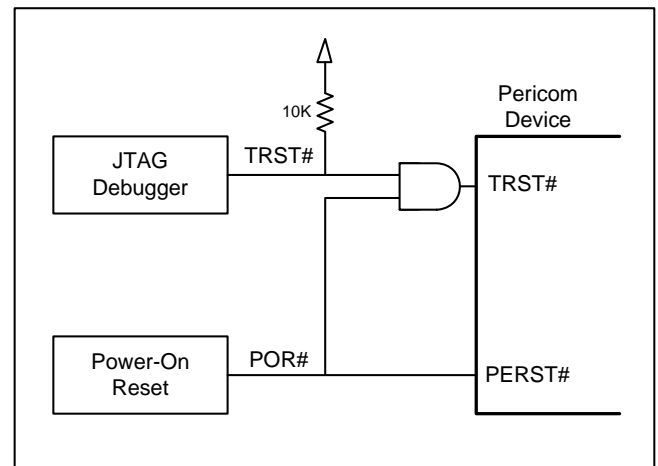 10K
Pericom
Device
JTAG
Debugger
TRST#
TRST#
Power-On
Reset
POR#
PERST#